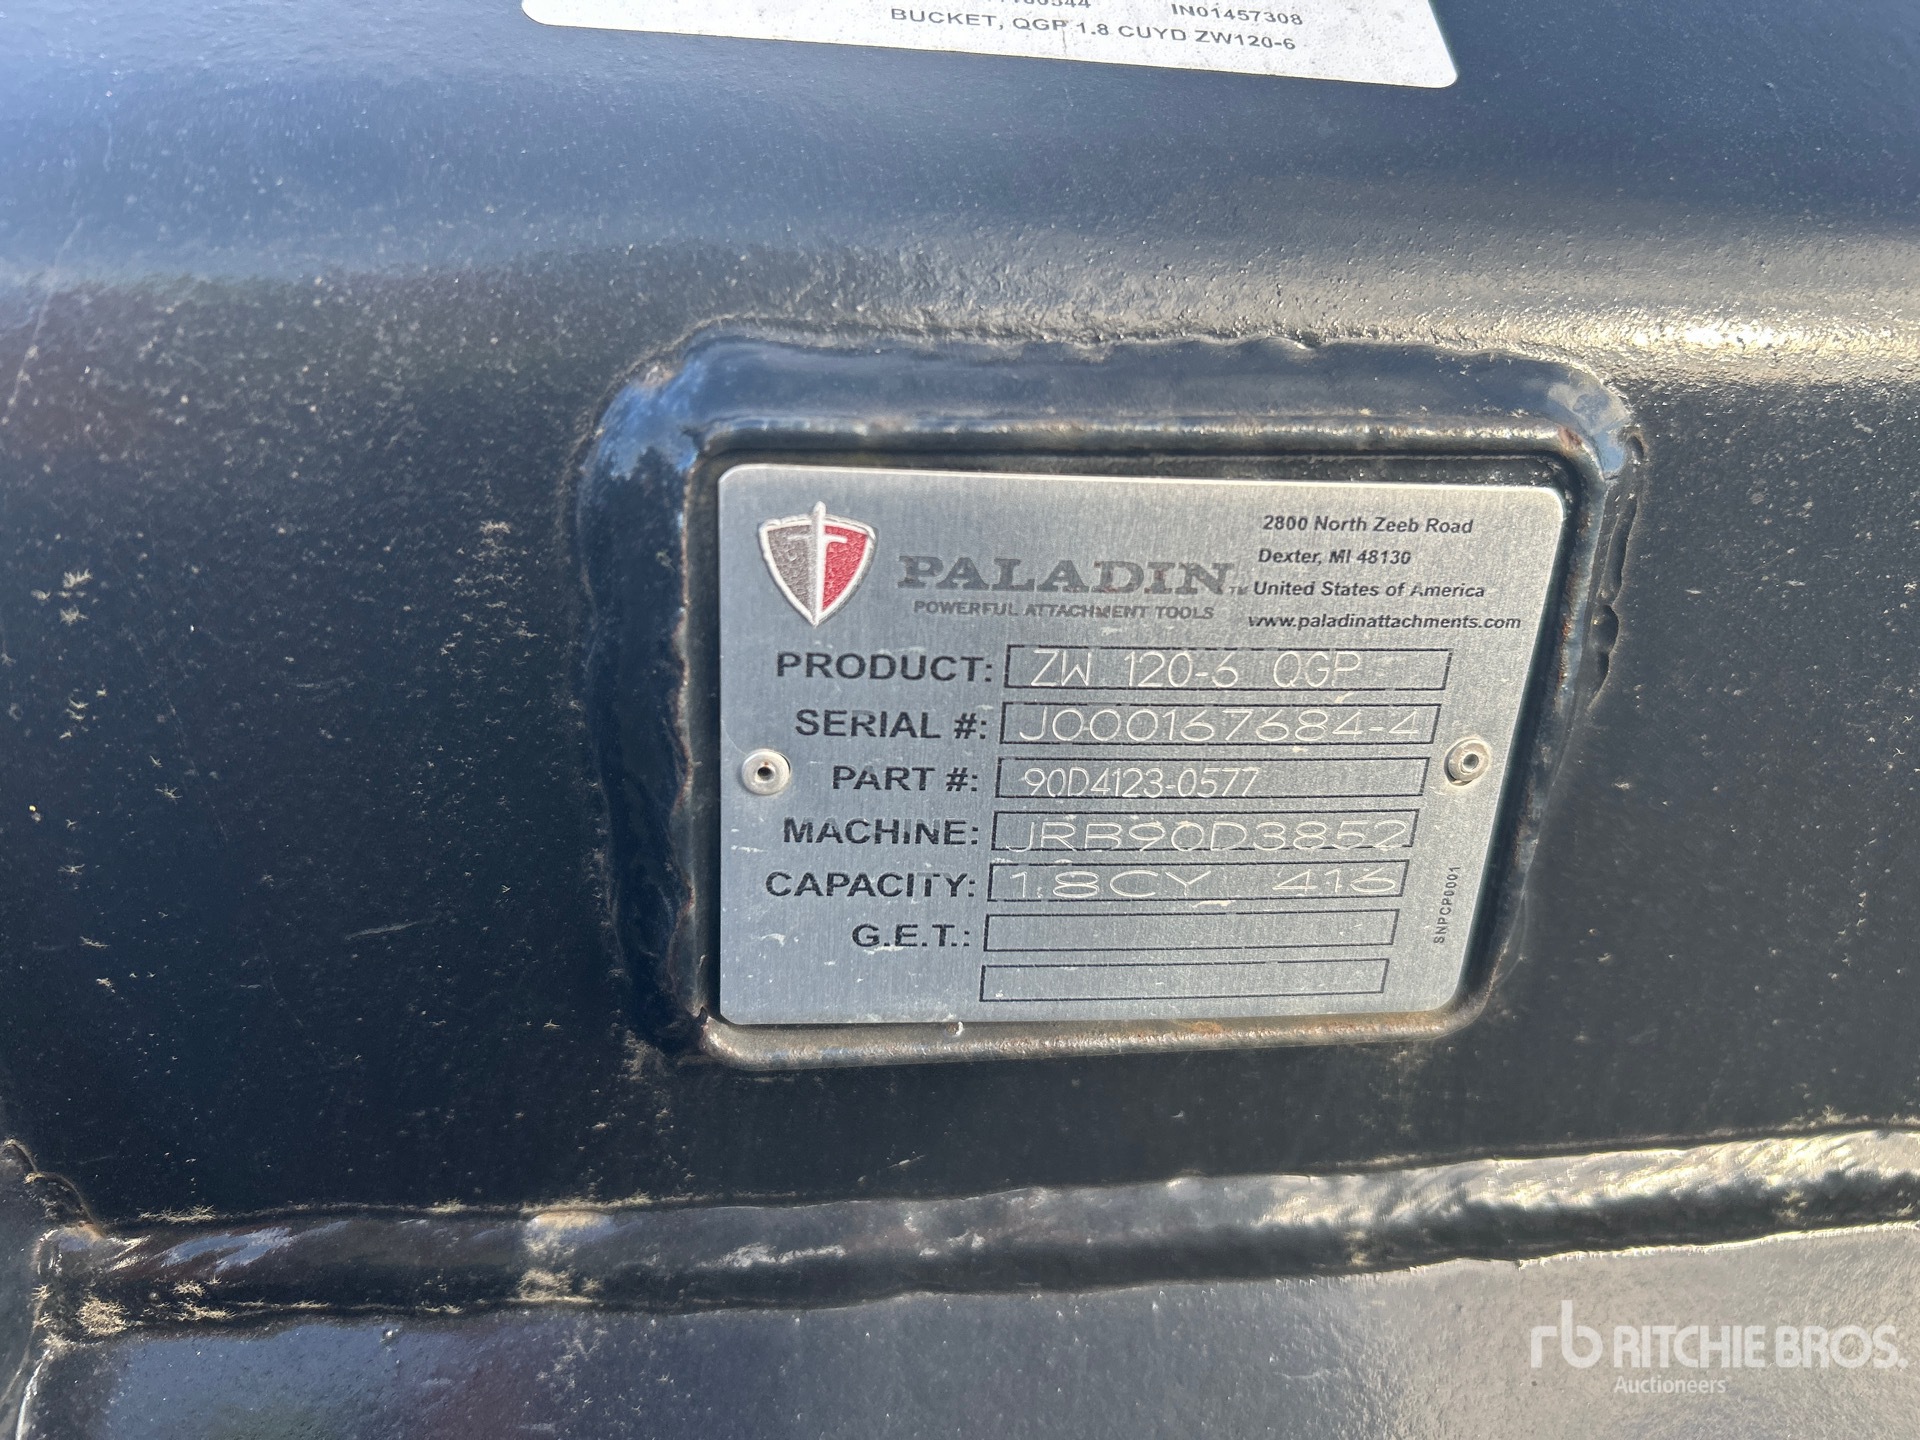 IN01457308
BUCKET, QGP 1.8 CUYD ZW120-6
PALADIN™
POWERFUL ATTACHMENT TOOLS
2800 North Zeeb Road
Dexter, MI 48130
United States of America
www.paladinattachments.com
PRODUCT: ZW 120-6 QGP
SERIAL #: J000167684-4
PART #: 90D4123-0577
MACHINE: JRB90D3852
CAPACITY: 1.8CY 416
G.E.T.:
SNPCP0001
rb RITCHIE BROS.
Auctioneers